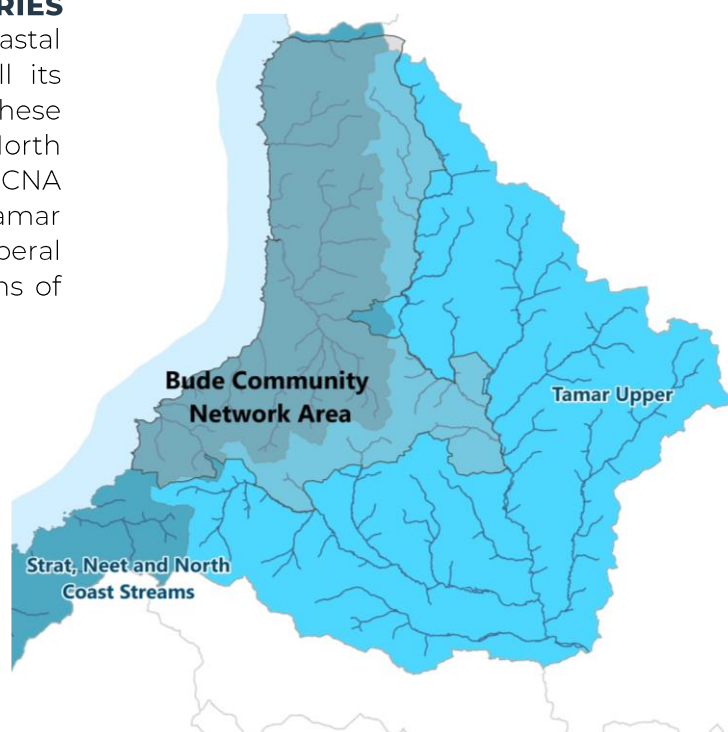 RIES
astal
ll its
hese
North
CNA
amar
peral
ns of
Bude Community
Network Area
Tamar Upper
Strat, Neet and North
Coast Streams